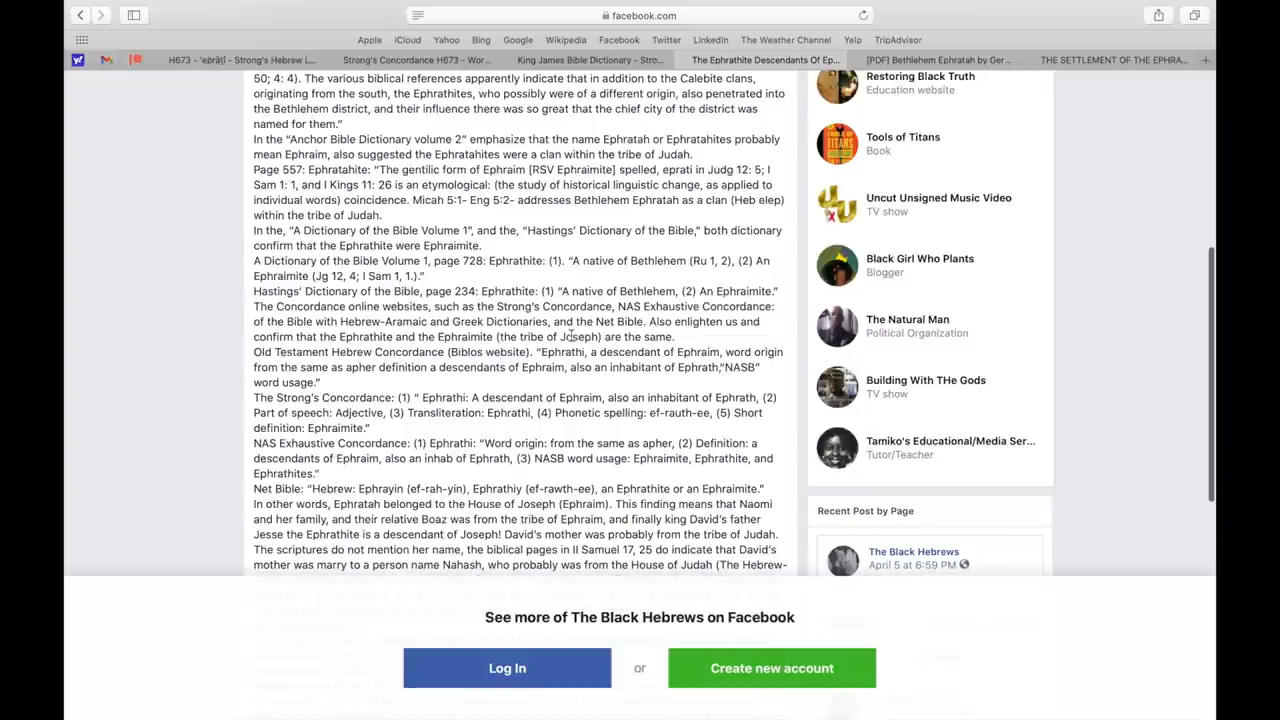 facebook.com
Apple iCloud Yahoo Bing Google Wikipedia Facebook Twitter LinkedIn The Weather Channel Yelp TripAdvisor
H673 - 'ep̄rāṯî - Strong's Hebrew L... Strong's Concordance H673 - Wor... King James Bible Dictionary - Stro... The Ephrathite Descendants Of Ep... [PDF] Bethlehem Ephratah by Ger... THE SETTLEMENT OF THE EPHRA...
50; 4: 4). The various biblical references apparently indicate that in addition to the Calebite clans,
originating from the south, the Ephrathites, who possibly were of a different origin, also penetrated into
the Bethlehem district, and their influence there was so great that the chief city of the district was
named for them."
In the "Anchor Bible Dictionary volume 2" emphasize that the name Ephratah or Ephratahites probably
mean Ephraim, also suggested the Ephratahites were a clan within the tribe of Judah.
Page 557: Ephratahite: "The gentilic form of Ephraim [RSV Ephraimite] spelled, eprati in Judg 12: 5; I
Sam 1: 1, and I Kings 11: 26 is an etymological: (the study of historical linguistic change, as applied to
individual words) coincidence. Micah 5:1- Eng 5:2- addresses Bethlehem Ephratah as a clan (Heb elep)
within the tribe of Judah.
In the, "A Dictionary of the Bible Volume 1", and the, "Hastings' Dictionary of the Bible," both dictionary
confirm that the Ephrathite were Ephraimite.
A Dictionary of the Bible Volume 1, page 728: Ephrathite: (1). "A native of Bethlehem (Ru 1, 2), (2) An
Ephraimite (Jg 12, 4; I Sam 1, 1.)."
Hastings' Dictionary of the Bible, page 234: Ephrathite: (1) "A native of Bethlehem, (2) An Ephraimite."
The Concordance online websites, such as the Strong's Concordance, NAS Exhaustive Concordance:
of the Bible with Hebrew-Aramaic and Greek Dictionaries, and the Net Bible. Also enlighten us and
confirm that the Ephrathite and the Ephraimite (the tribe of Joseph) are the same.
Old Testament Hebrew Concordance (Biblos website). "Ephrathi, a descendant of Ephraim, word origin
from the same as apher definition a descendants of Ephraim, also an inhabitant of Ephrath,"NASB"
word usage."
The Strong's Concordance: (1) " Ephrathi: A descendant of Ephraim, also an inhabitant of Ephrath, (2)
Part of speech: Adjective, (3) Transliteration: Ephrathi, (4) Phonetic spelling: ef-rauth-ee, (5) Short
definition: Ephraimite."
NAS Exhaustive Concordance: (1) Ephrathi: "Word origin: from the same as apher, (2) Definition: a
descendants of Ephraim, also an inhab of Ephrath, (3) NASB word usage: Ephraimite, Ephrathite, and
Ephrathites."
Net Bible: "Hebrew: Ephrayin (ef-rah-yin), Ephrathiy (ef-rawth-ee), an Ephrathite or an Ephraimite."
In other words, Ephratah belonged to the House of Joseph (Ephraim). This finding means that Naomi
and her family, and their relative Boaz was from the tribe of Ephraim, and finally king David's father
Jesse the Ephrathite is a descendant of Joseph! David's mother was probably from the tribe of Judah.
The scriptures do not mention her name, the biblical pages in II Samuel 17, 25 do indicate that David's
mother was marry to a person name Nahash, who probably was from the House of Judah (The Hebrew-
Restoring Black Truth
Education website
Tools of Titans
Book
Uncut Unsigned Music Video
TV show
Black Girl Who Plants
Blogger
The Natural Man
Political Organization
Building With THe Gods
TV show
Tamiko's Educational/Media Ser...
Tutor/Teacher
Recent Post by Page
The Black Hebrews
April 5 at 6:59 PM
See more of The Black Hebrews on Facebook
Log In or Create new account